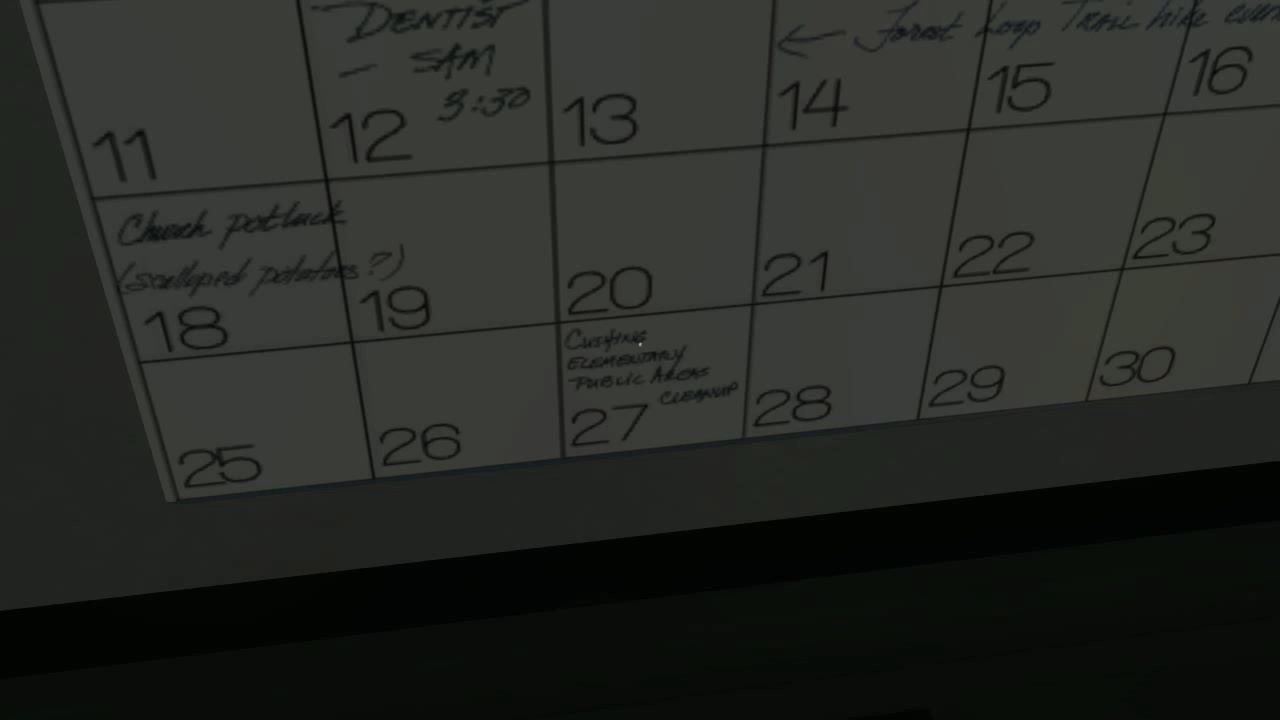 DENTIST
- SAM
3:30
← Forest Loop Trail hike
11 12 13 14 15 16
Church potluck
(scalloped potatoes?)
18 19 20 21 22 23
CUSHING
ELEMENTARY
PUBLIC AREAS
CLEANUP
25 26 27 28 29 30